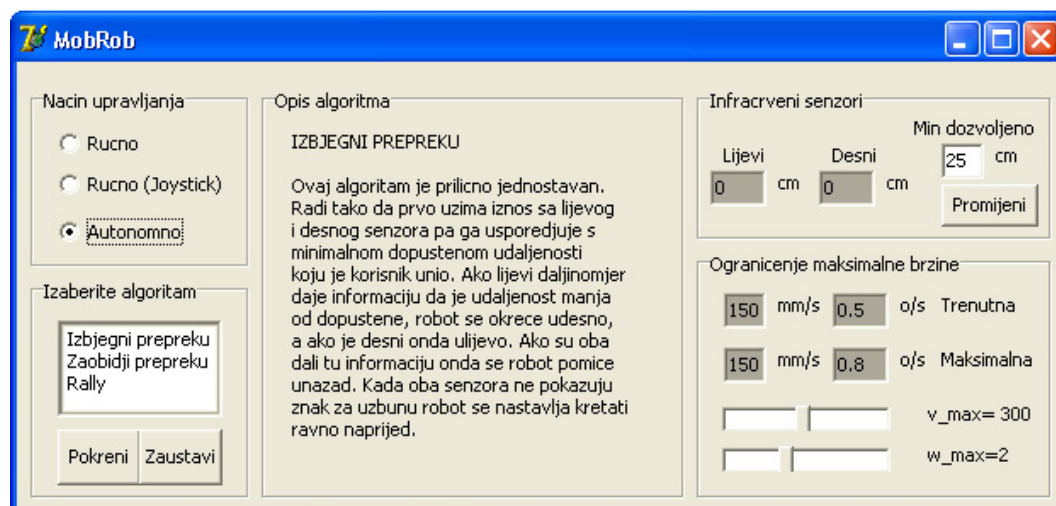 MobRob
Nacin upravljanja
Rucno
Rucno (Joystick)
Autonomno
Izaberite algoritam
Izbjegni prepreku
Zaobidji prepreku
Rally
Pokreni Zaustavi
Opis algoritma
IZBJEGNI PREPREKU
Ovaj algoritam je prilicno jednostavan.
Radi tako da prvo uzima iznos sa lijevog
i desnog senzora pa ga usporedjuje s
minimalnom dopustenom udaljenosti
koju je korisnik unio. Ako lijevi daljinomjer
daje informaciju da je udaljenost manja
od dopustene, robot se okrece udesno,
a ako je desni onda ulijevo. Ako su oba
dali tu informaciju onda se robot pomice
unazad. Kada oba senzora ne pokazuju
znak za uzbunu robot se nastavlja kretati
ravno naprijed.
Infracrveni senzori
Min dozvoljeno
Lijevi Desni 25 cm
0 cm 0 cm
Promijeni
Ogranicenje maksimalne brzine
150 mm/s 0.5 o/s Trenutna
150 mm/s 0.8 o/s Maksimalna
v_max= 300
w_max=2